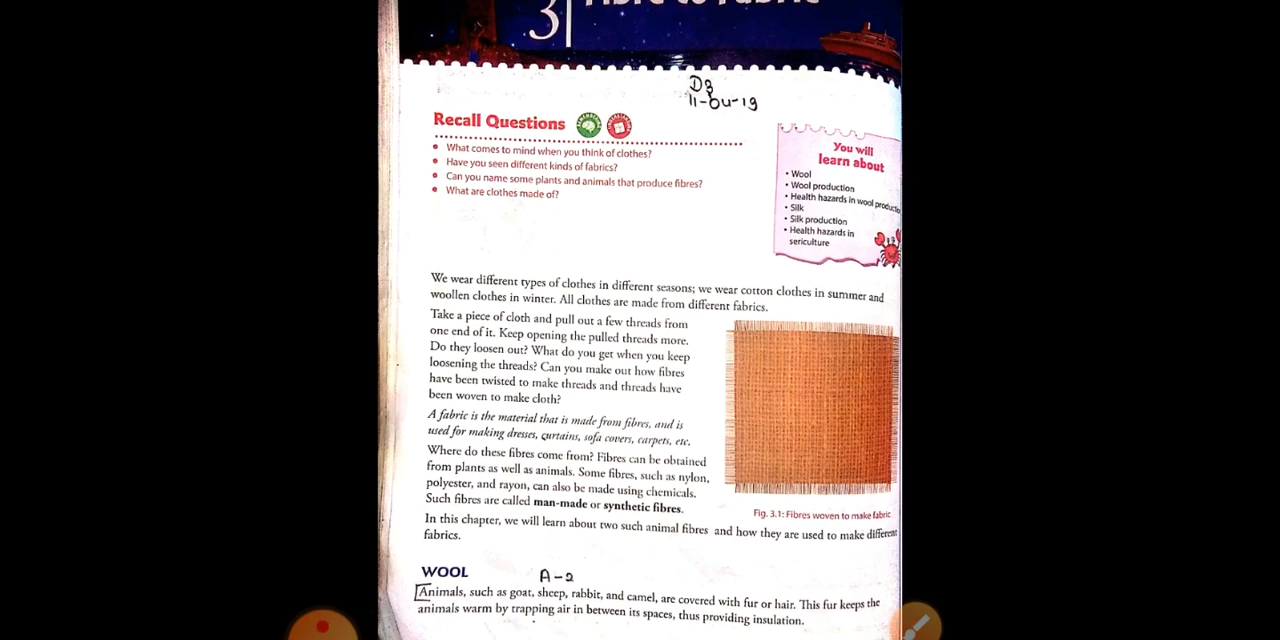 3 Fibre to Fabric
D3
11-04-19
Recall Questions
• What comes to mind when you think of clothes?
• Have you seen different kinds of fabrics?
• Can you name some plants and animals that produce fibres?
• What are clothes made of?
You will
learn about
• Wool
• Wool production
• Health hazards in wool productio
• Silk
• Silk production
• Health hazards in
sericulture
We wear different types of clothes in different seasons; we wear cotton clothes in summer and
woollen clothes in winter. All clothes are made from different fabrics.
Take a piece of cloth and pull out a few threads from
one end of it. Keep opening the pulled threads more.
Do they loosen out? What do you get when you keep
loosening the threads? Can you make out how fibres
have been twisted to make threads and threads have
been woven to make cloth?
A fabric is the material that is made from fibres, and is
used for making dresses, curtains, sofa covers, carpets, etc.
Where do these fibres come from? Fibres can be obtained
from plants as well as animals. Some fibres, such as nylon,
polyester, and rayon, can also be made using chemicals.
Such fibres are called man-made or synthetic fibres.
Fig. 3.1: Fibres woven to make fabric
In this chapter, we will learn about two such animal fibres and how they are used to make different
fabrics.
WOOL
A-2
Animals, such as goat, sheep, rabbit, and camel, are covered with fur or hair. This fur keeps the
animals warm by trapping air in between its spaces, thus providing insulation.